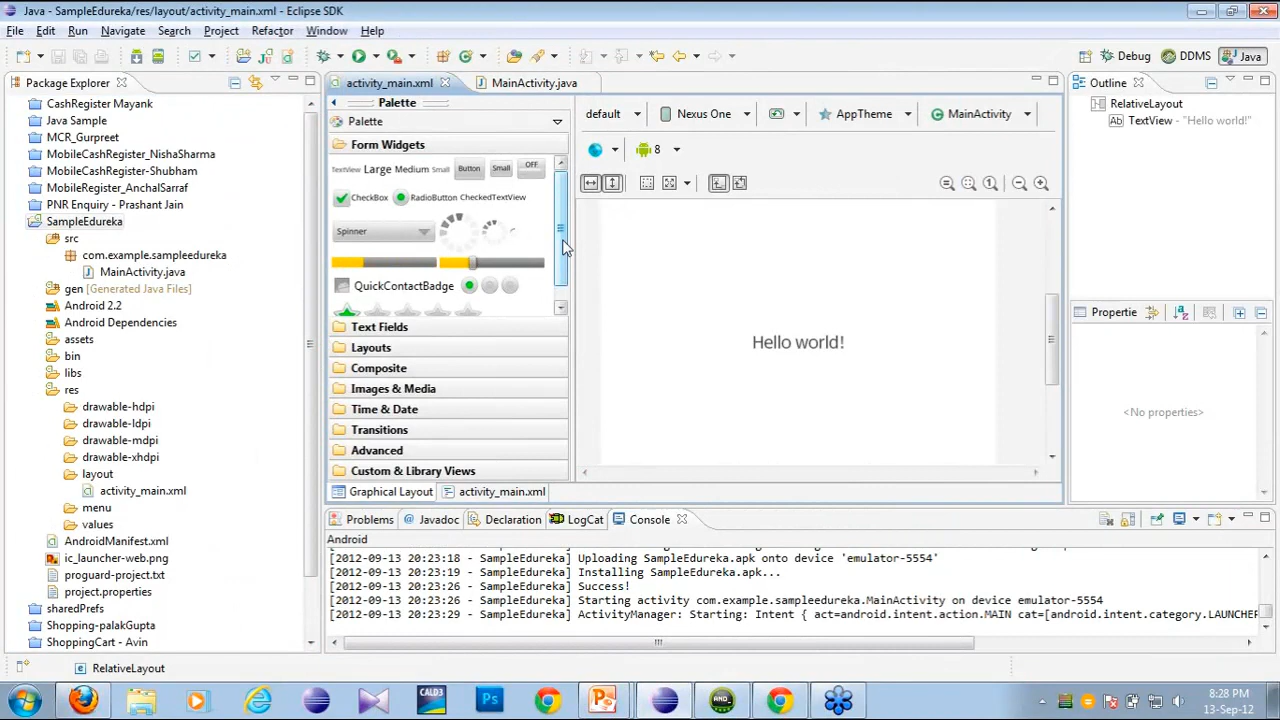 Java - SampleEdureka/res/layout/activity_main.xml - Eclipse SDK
File Edit Run Navigate Search Project Refactor Window Help
Debug DDMS Java
Package Explorer
CashRegister Mayank
Java Sample
MCR_Gurpreet
MobileCashRegister_NishaSharma
MobileCashRegister-Shubham
MobileRegister_AnchalSarraf
PNR Enquiry - Prashant Jain
SampleEdureka
src
com.example.sampleedureka
MainActivity.java
gen [Generated Java Files]
Android 2.2
Android Dependencies
assets
bin
libs
res
drawable-hdpi
drawable-ldpi
drawable-mdpi
drawable-xhdpi
layout
activity_main.xml
menu
values
AndroidManifest.xml
ic_launcher-web.png
proguard-project.txt
project.properties
sharedPrefs
Shopping-palakGupta
ShoppingCart - Avin
activity_main.xml MainActivity.java
Palette
Palette
Form Widgets
TextView Large Medium Small Button Small OFF
CheckBox RadioButton CheckedTextView
Spinner
QuickContactBadge
Text Fields
Layouts
Composite
Images & Media
Time & Date
Transitions
Advanced
Custom & Library Views
Graphical Layout activity_main.xml
default Nexus One AppTheme MainActivity
8
Hello world!
Outline
RelativeLayout
Ab TextView - "Hello world!"
Propertie
<No properties>
Problems Javadoc Declaration LogCat Console
Android
[2012-09-13 20:23:18 - SampleEdureka] Uploading SampleEdureka.apk onto device 'emulator-5554'
[2012-09-13 20:23:19 - SampleEdureka] Installing SampleEdureka.apk...
[2012-09-13 20:23:26 - SampleEdureka] Success!
[2012-09-13 20:23:26 - SampleEdureka] Starting activity com.example.sampleedureka.MainActivity on device emulator-5554
[2012-09-13 20:23:29 - SampleEdureka] ActivityManager: Starting: Intent { act=android.intent.action.MAIN cat=[android.intent.category.LAUNCHER
RelativeLayout
CALD3 Ps AND
8:28 PM
13-Sep-12